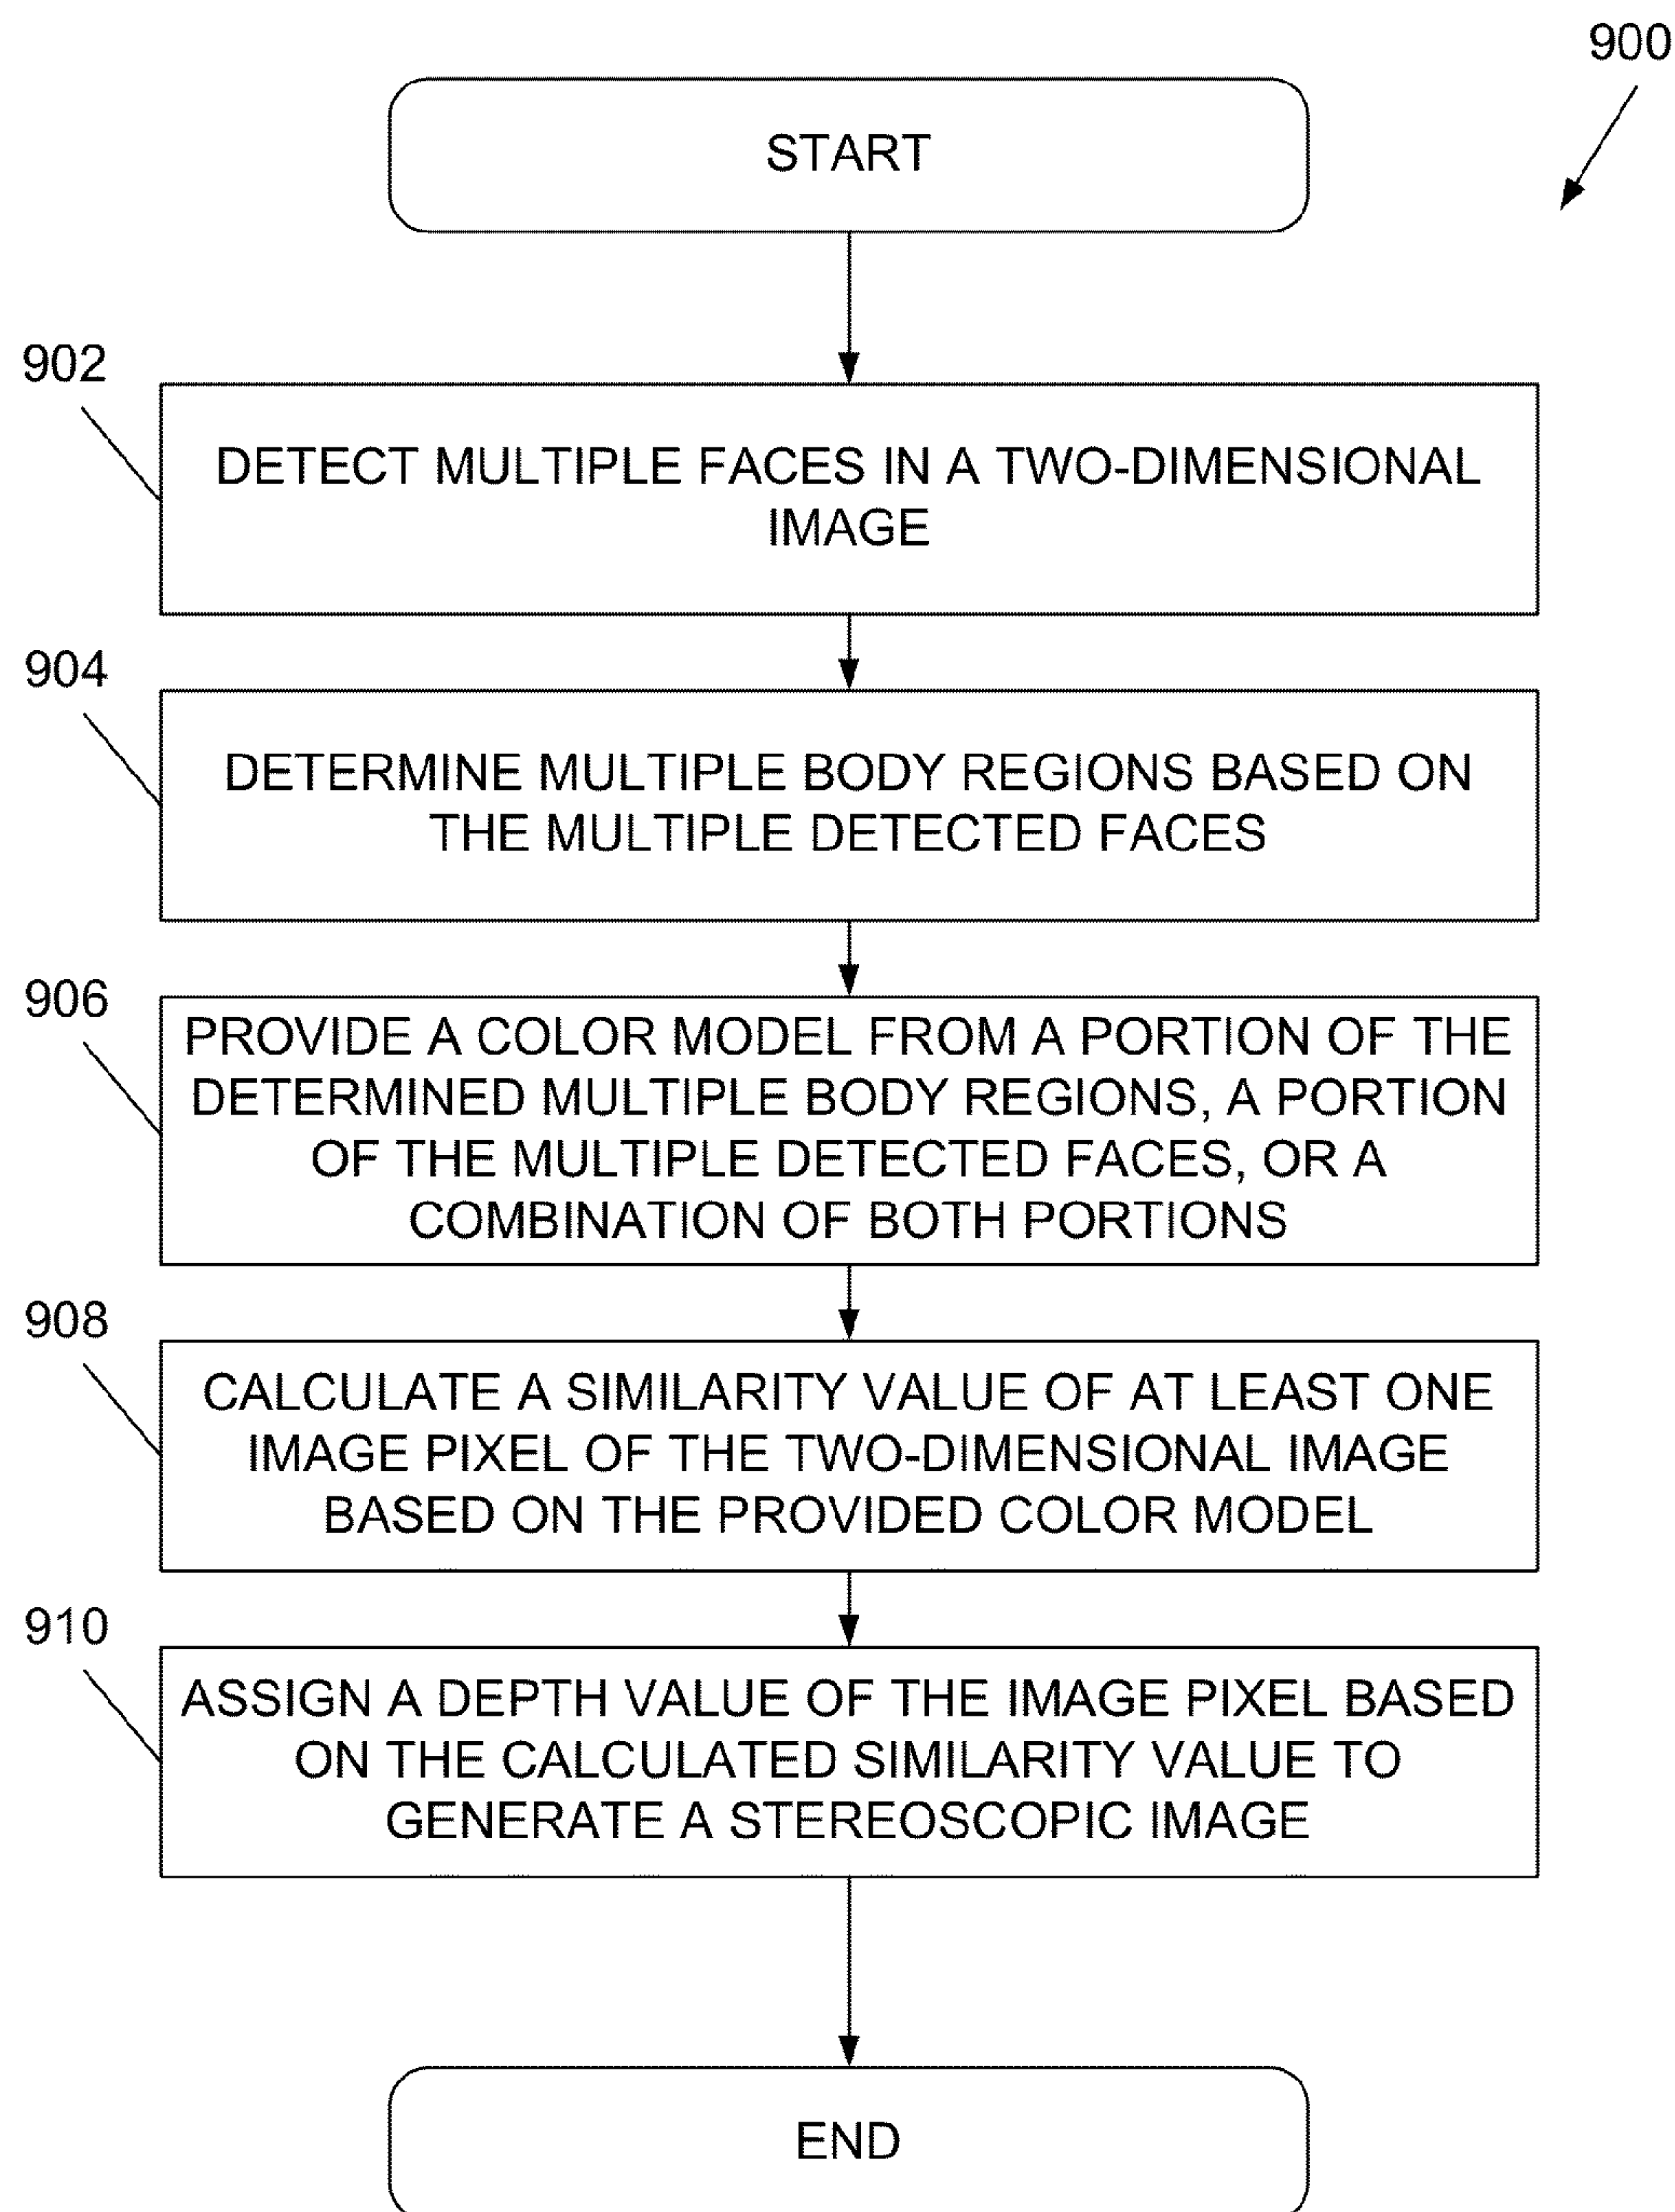 900
START
902
DETECT MULTIPLE FACES IN A TWO-DIMENSIONAL
IMAGE
904
DETERMINE MULTIPLE BODY REGIONS BASED ON
THE MULTIPLE DETECTED FACES
906
PROVIDE A COLOR MODEL FROM A PORTION OF THE
DETERMINED MULTIPLE BODY REGIONS, A PORTION
OF THE MULTIPLE DETECTED FACES, OR A
COMBINATION OF BOTH PORTIONS
908
CALCULATE A SIMILARITY VALUE OF AT LEAST ONE
IMAGE PIXEL OF THE TWO-DIMENSIONAL IMAGE
BASED ON THE PROVIDED COLOR MODEL
910
ASSIGN A DEPTH VALUE OF THE IMAGE PIXEL BASED
ON THE CALCULATED SIMILARITY VALUE TO
GENERATE A STEREOSCOPIC IMAGE
END